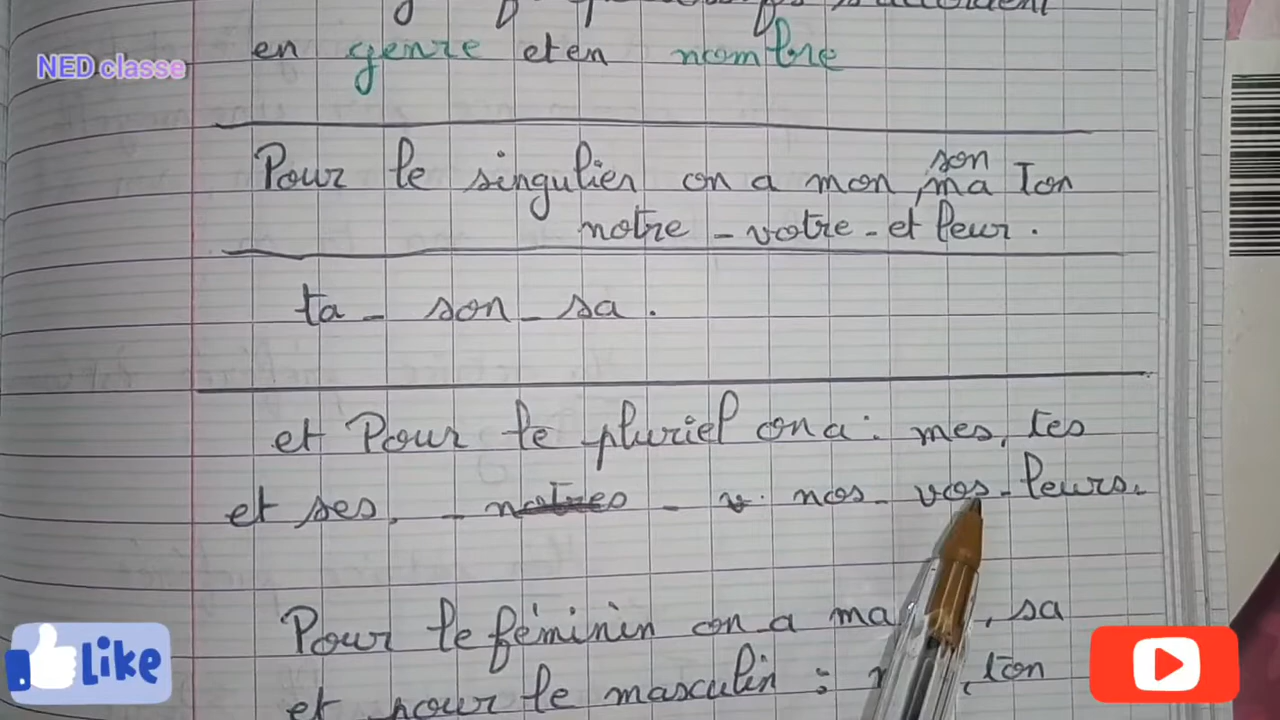 s'accordent
en genre et en nombre
NED classe
son
Pour le singulier on a mon, ma Ton
notre - votre - et leur.
ta - son - sa.
et Pour le pluriel on a : mes, tes
et ses. - notres - v. nos - vos - leurs.
Pour le féminin on a ma , sa
Like
et pour le masculin : , ton